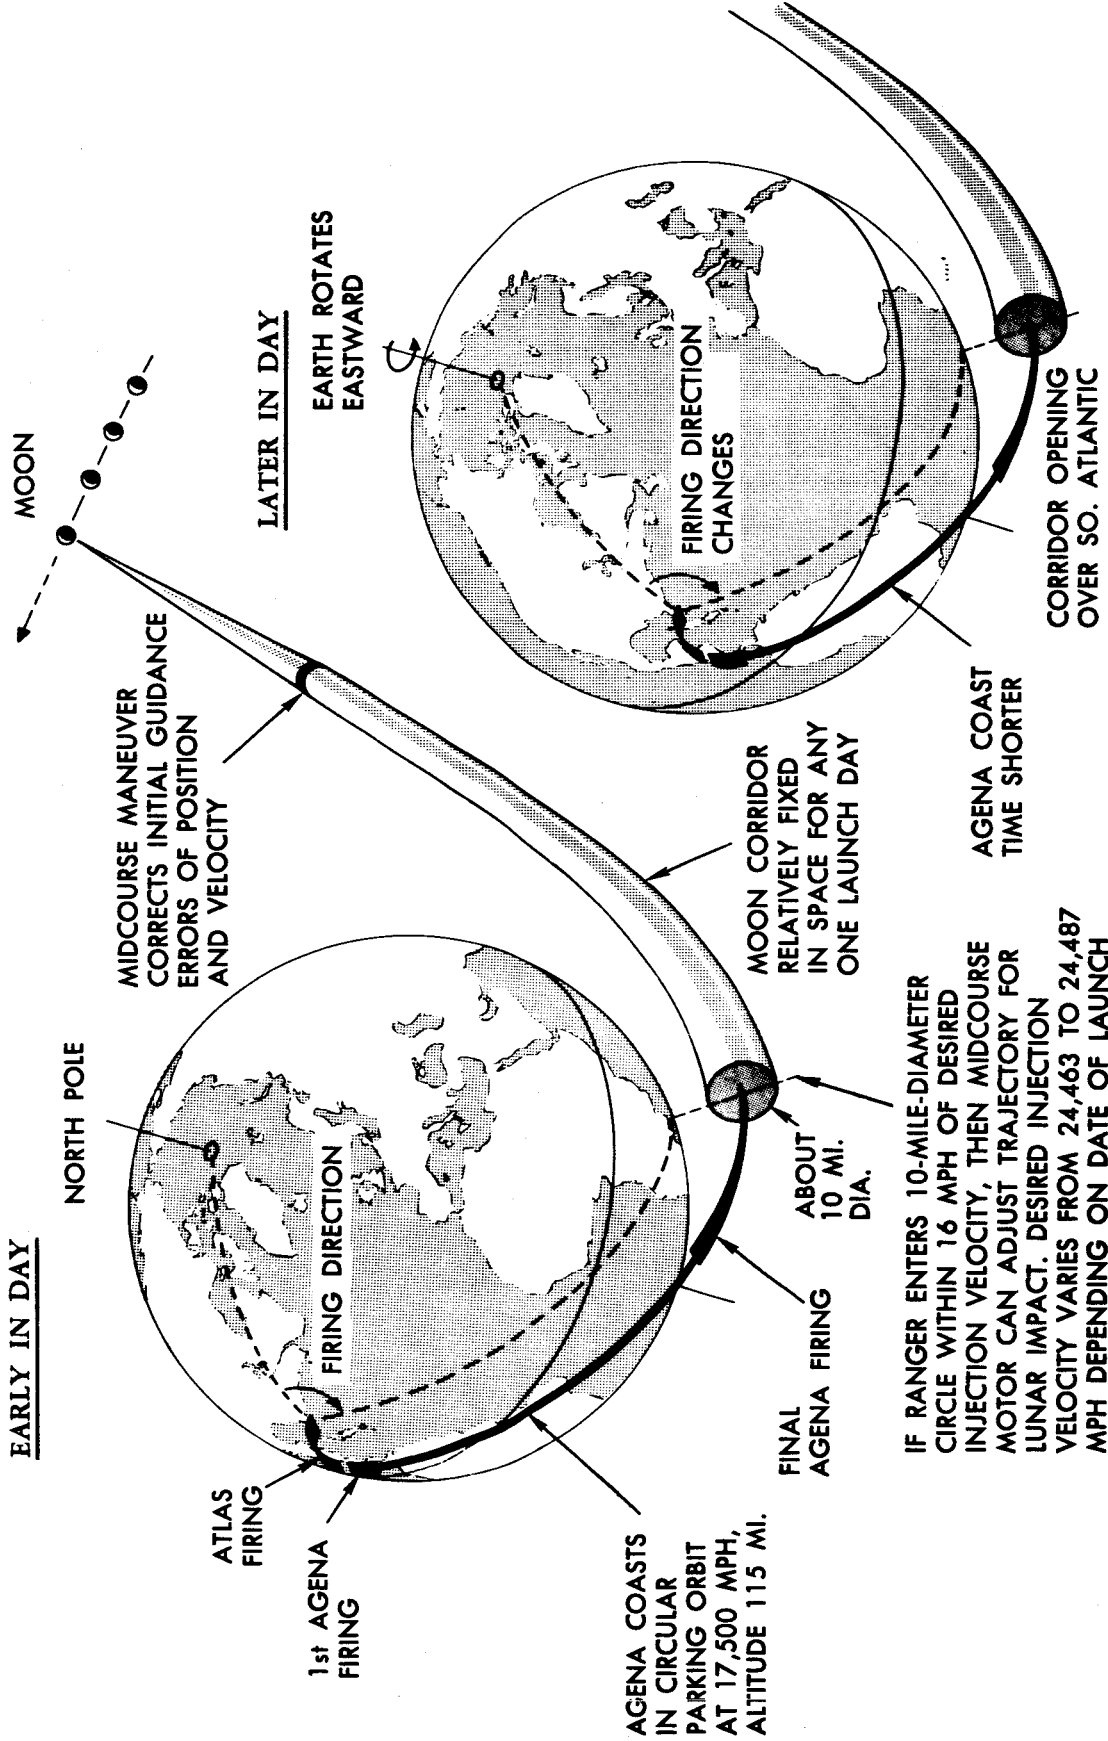 EARLY IN DAY
NORTH POLE
ATLAS
FIRING
1st AGENA
FIRING
FIRING DIRECTION
AGENA COASTS
IN CIRCULAR
PARKING ORBIT
AT 17,500 MPH,
ALTITUDE 115 MI.
FINAL
AGENA FIRING
ABOUT
10 MI.
DIA.
IF RANGER ENTERS 10-MILE-DIAMETER
CIRCLE WITHIN 16 MPH OF DESIRED
INJECTION VELOCITY, THEN MIDCOURSE
MOTOR CAN ADJUST TRAJECTORY FOR
LUNAR IMPACT. DESIRED INJECTION
VELOCITY VARIES FROM 24,463 TO 24,487
MPH DEPENDING ON DATE OF LAUNCH
MOON
MIDCOURSE MANEUVER
CORRECTS INITIAL GUIDANCE
ERRORS OF POSITION
AND VELOCITY
MOON CORRIDOR
RELATIVELY FIXED
IN SPACE FOR ANY
ONE LAUNCH DAY
LATER IN DAY
EARTH ROTATES
EASTWARD
FIRING DIRECTION
CHANGES
AGENA COAST
TIME SHORTER
CORRIDOR OPENING
OVER SO. ATLANTIC